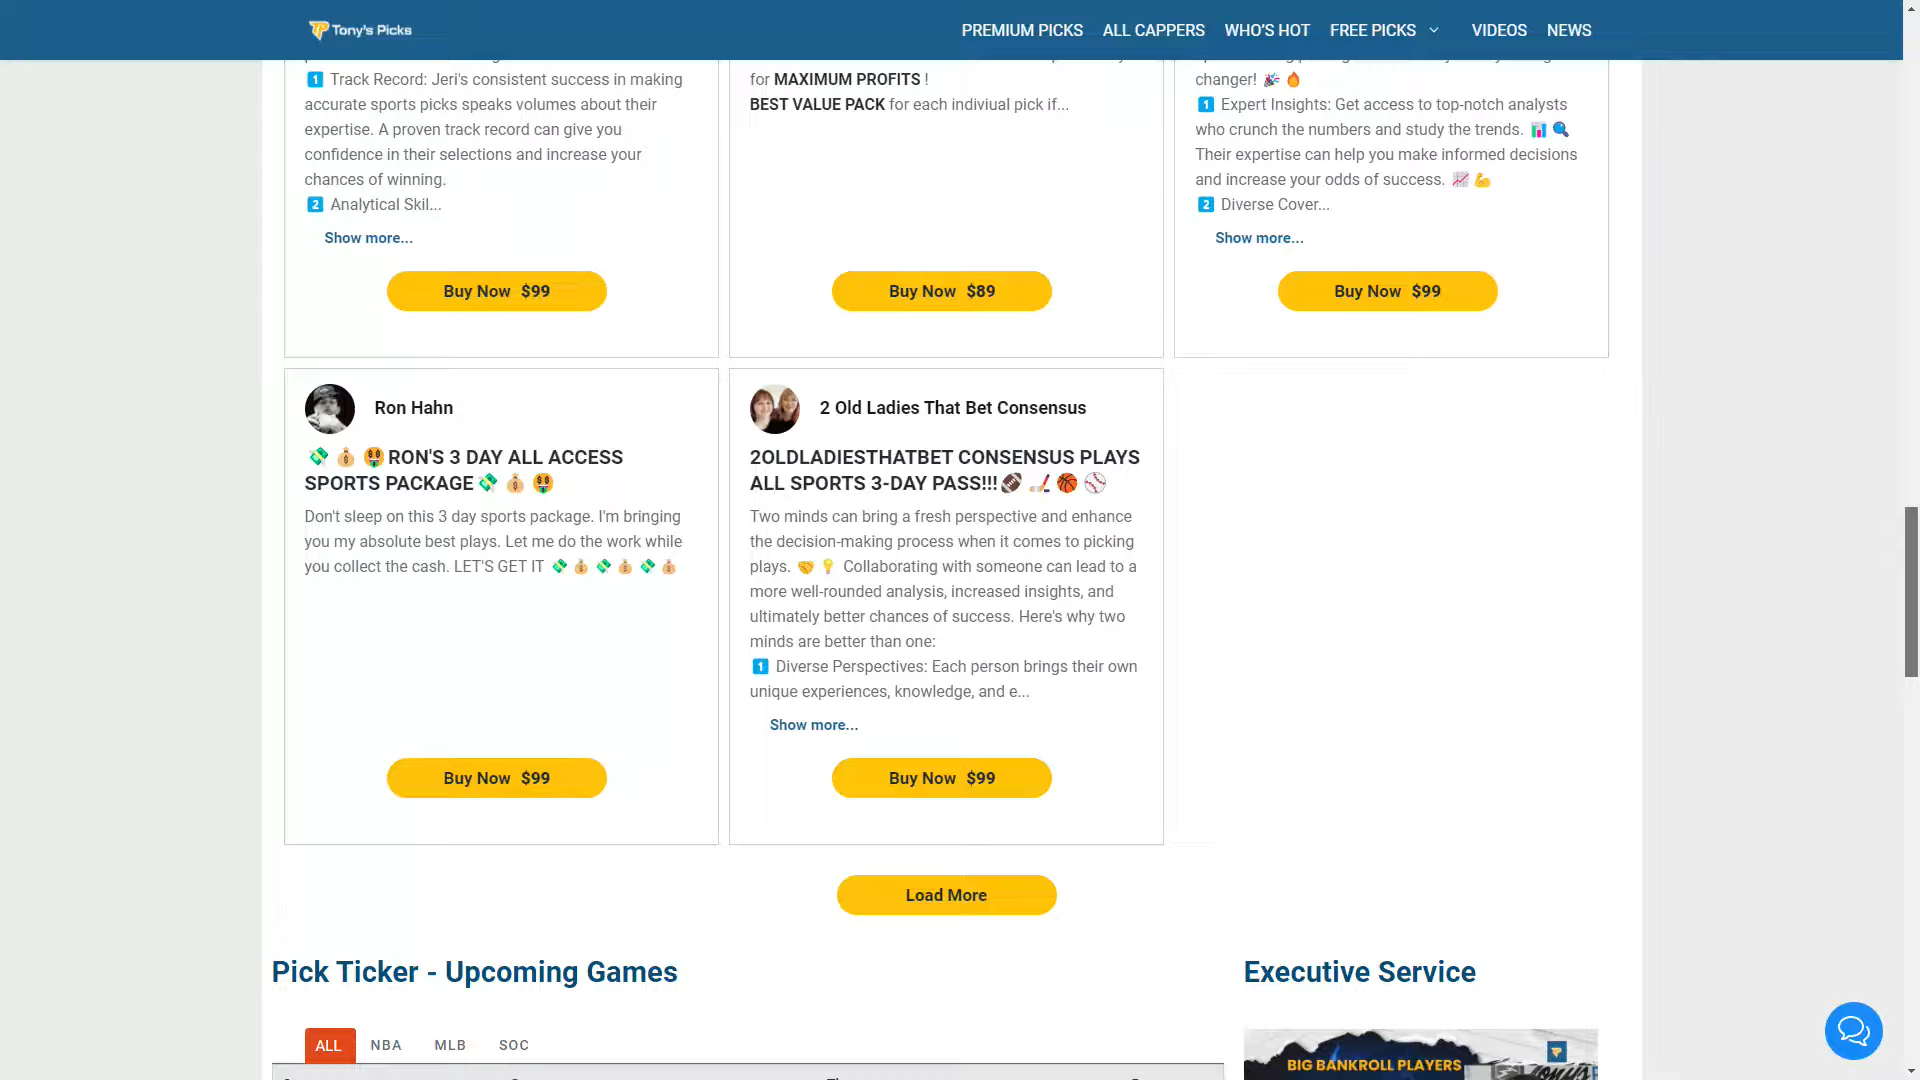 Tony's Picks
PREMIUM PICKS
ALL CAPPERS
WHO'S HOT
FREE PICKS
VIDEOS
NEWS
1 Track Record: Jeri's consistent success in making
accurate sports picks speaks volumes about their
expertise. A proven track record can give you
confidence in their selections and increase your
chances of winning.
2 Analytical Skil...
Show more...
Buy Now $99
for MAXIMUM PROFITS !
BEST VALUE PACK for each indiviual pick if...
Buy Now $89
changer! 🎉 🔥
1 Expert Insights: Get access to top-notch analysts
who crunch the numbers and study the trends. 📊 🔍
Their expertise can help you make informed decisions
and increase your odds of success. 📈 💪
2 Diverse Cover...
Show more...
Buy Now $99
Ron Hahn
💸 💰 🤑 RON'S 3 DAY ALL ACCESS
SPORTS PACKAGE 💸 💰 🤑
Don't sleep on this 3 day sports package. I'm bringing
you my absolute best plays. Let me do the work while
you collect the cash. LET'S GET IT 💸 💰 💸 💰 💸 💰
Buy Now $99
2 Old Ladies That Bet Consensus
2OLDLADIESTHATBET CONSENSUS PLAYS
ALL SPORTS 3-DAY PASS!!! 🏈 🏒 🏀 ⚾
Two minds can bring a fresh perspective and enhance
the decision-making process when it comes to picking
plays. 🤝 💡 Collaborating with someone can lead to a
more well-rounded analysis, increased insights, and
ultimately better chances of success. Here's why two
minds are better than one:
1 Diverse Perspectives: Each person brings their own
unique experiences, knowledge, and e...
Show more...
Buy Now $99
Load More
Pick Ticker - Upcoming Games
ALL
NBA
MLB
SOC
Executive Service
BIG BANKROLL PLAYERS